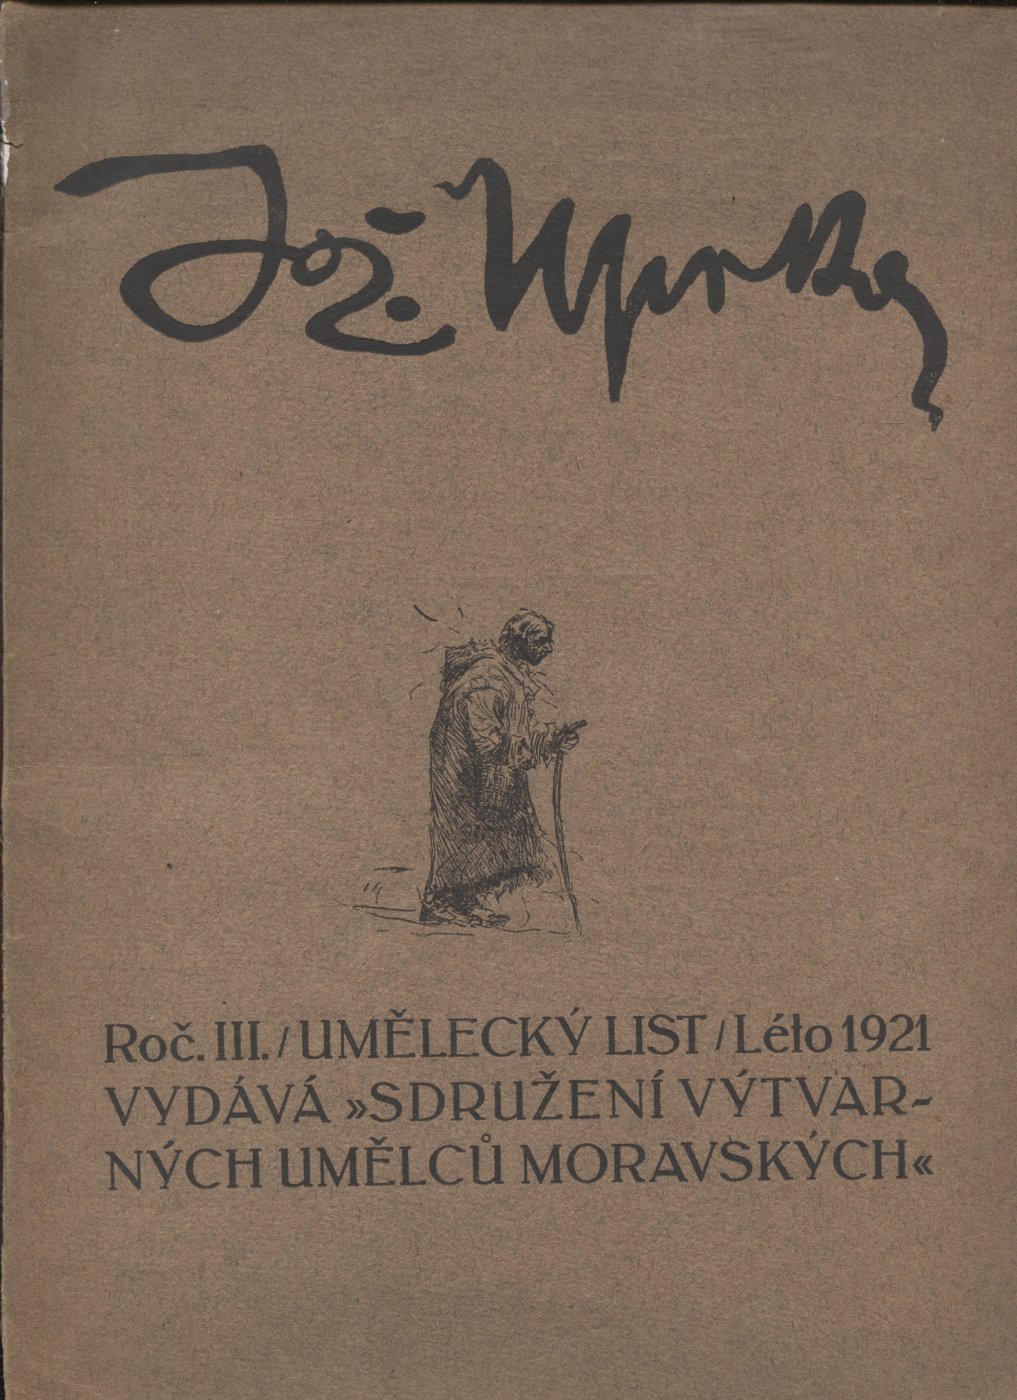 Jož. Uprka
Roč. III. / UMĚLECKÝ LIST / Léto 1921
VYDÁVÁ »SDRUŽENÍ VÝTVAR-
NÝCH UMĚLCŮ MORAVSKÝCH«